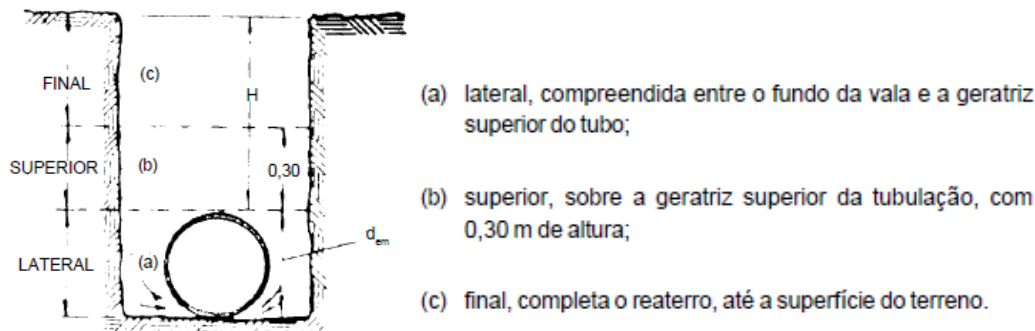 FINAL
(c)
H
SUPERIOR
(b)
0,30
LATERAL
(a)
d em
(a) lateral, compreendida entre o fundo da vala e a geratriz
superior do tubo;
(b) superior, sobre a geratriz superior da tubulação, com
0,30 m de altura;
(c) final, completa o reaterro, até a superfície do terreno.